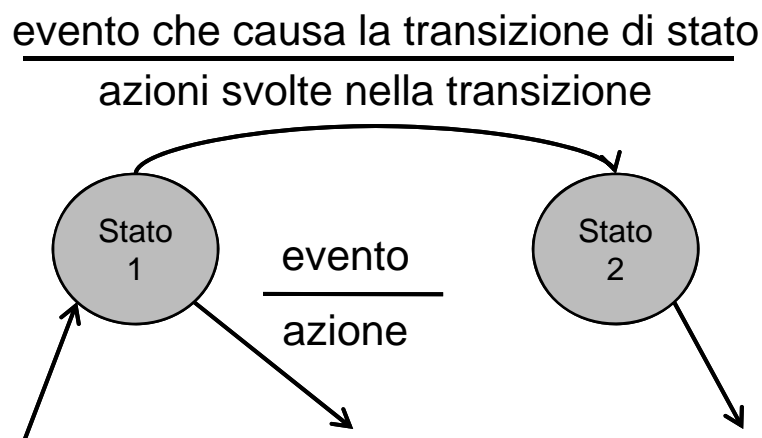 evento che causa la transizione di stato
azioni svolte nella transizione
Stato
1
Stato
2
evento
azione